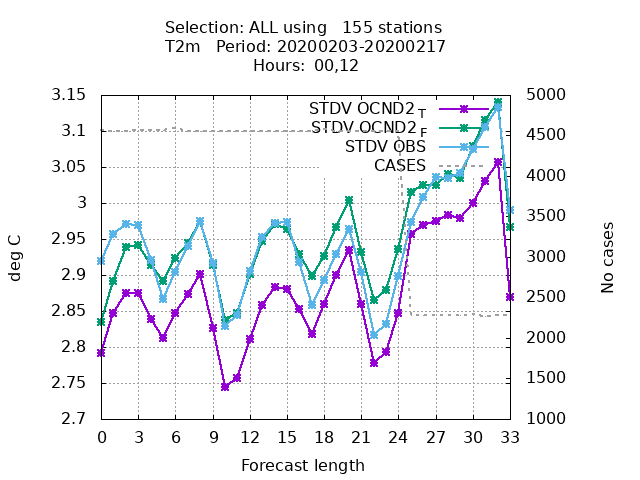 Selection: ALL using   155 stations
T2m   Period: 20200203-20200217
Hours:  00,12
3.15
3.1
3.05
3
2.95
2.9
2.85
2.8
2.75
2.7
deg C
5000
4500
4000
3500
3000
2500
2000
1500
1000
No cases
STDV OCND2 T
STDV OCND2 F
STDV OBS
CASES
0 3 6 9 12 15 18 21 24 27 30 33
Forecast length